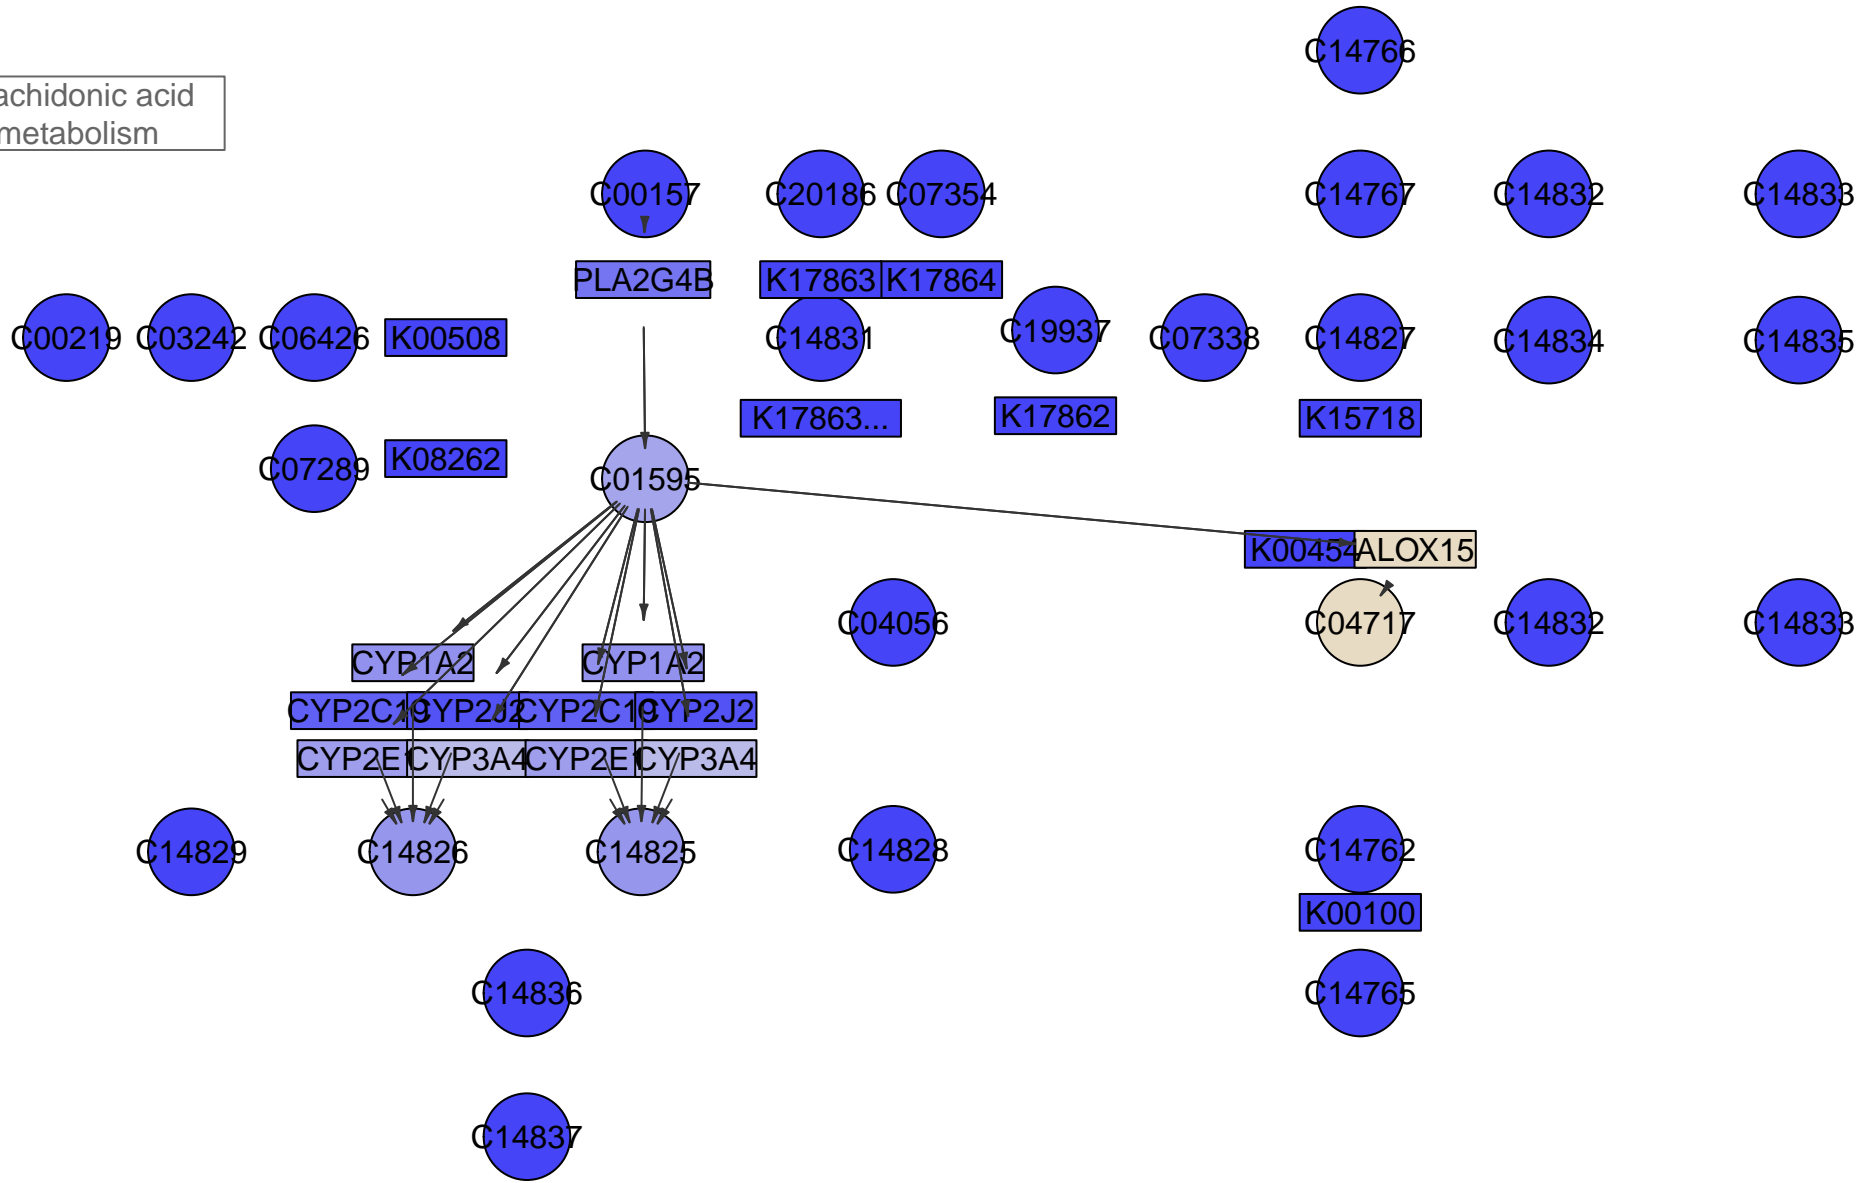 C14766
achidonic acid
metabolism
C00157
C20186
C07354
C14767
C14832
C14833
PLA2G4B
K17863
K17864
C00219
C03242
C06426
K00508
C14831
C19937
C07338
C14827
C14834
C14835
K17863...
K17862
K15718
C07289
K08262
C01595
K00454
ALOX15
C04056
C04717
C14832
C14833
CYP1A2
CYP1A2
CYP2C19
CYP2J2
CYP2C19
CYP2J2
CYP2E1
CYP3A4
CYP2E1
CYP3A4
C14829
C14826
C14825
C14828
C14762
K00100
C14836
C14765
C14837